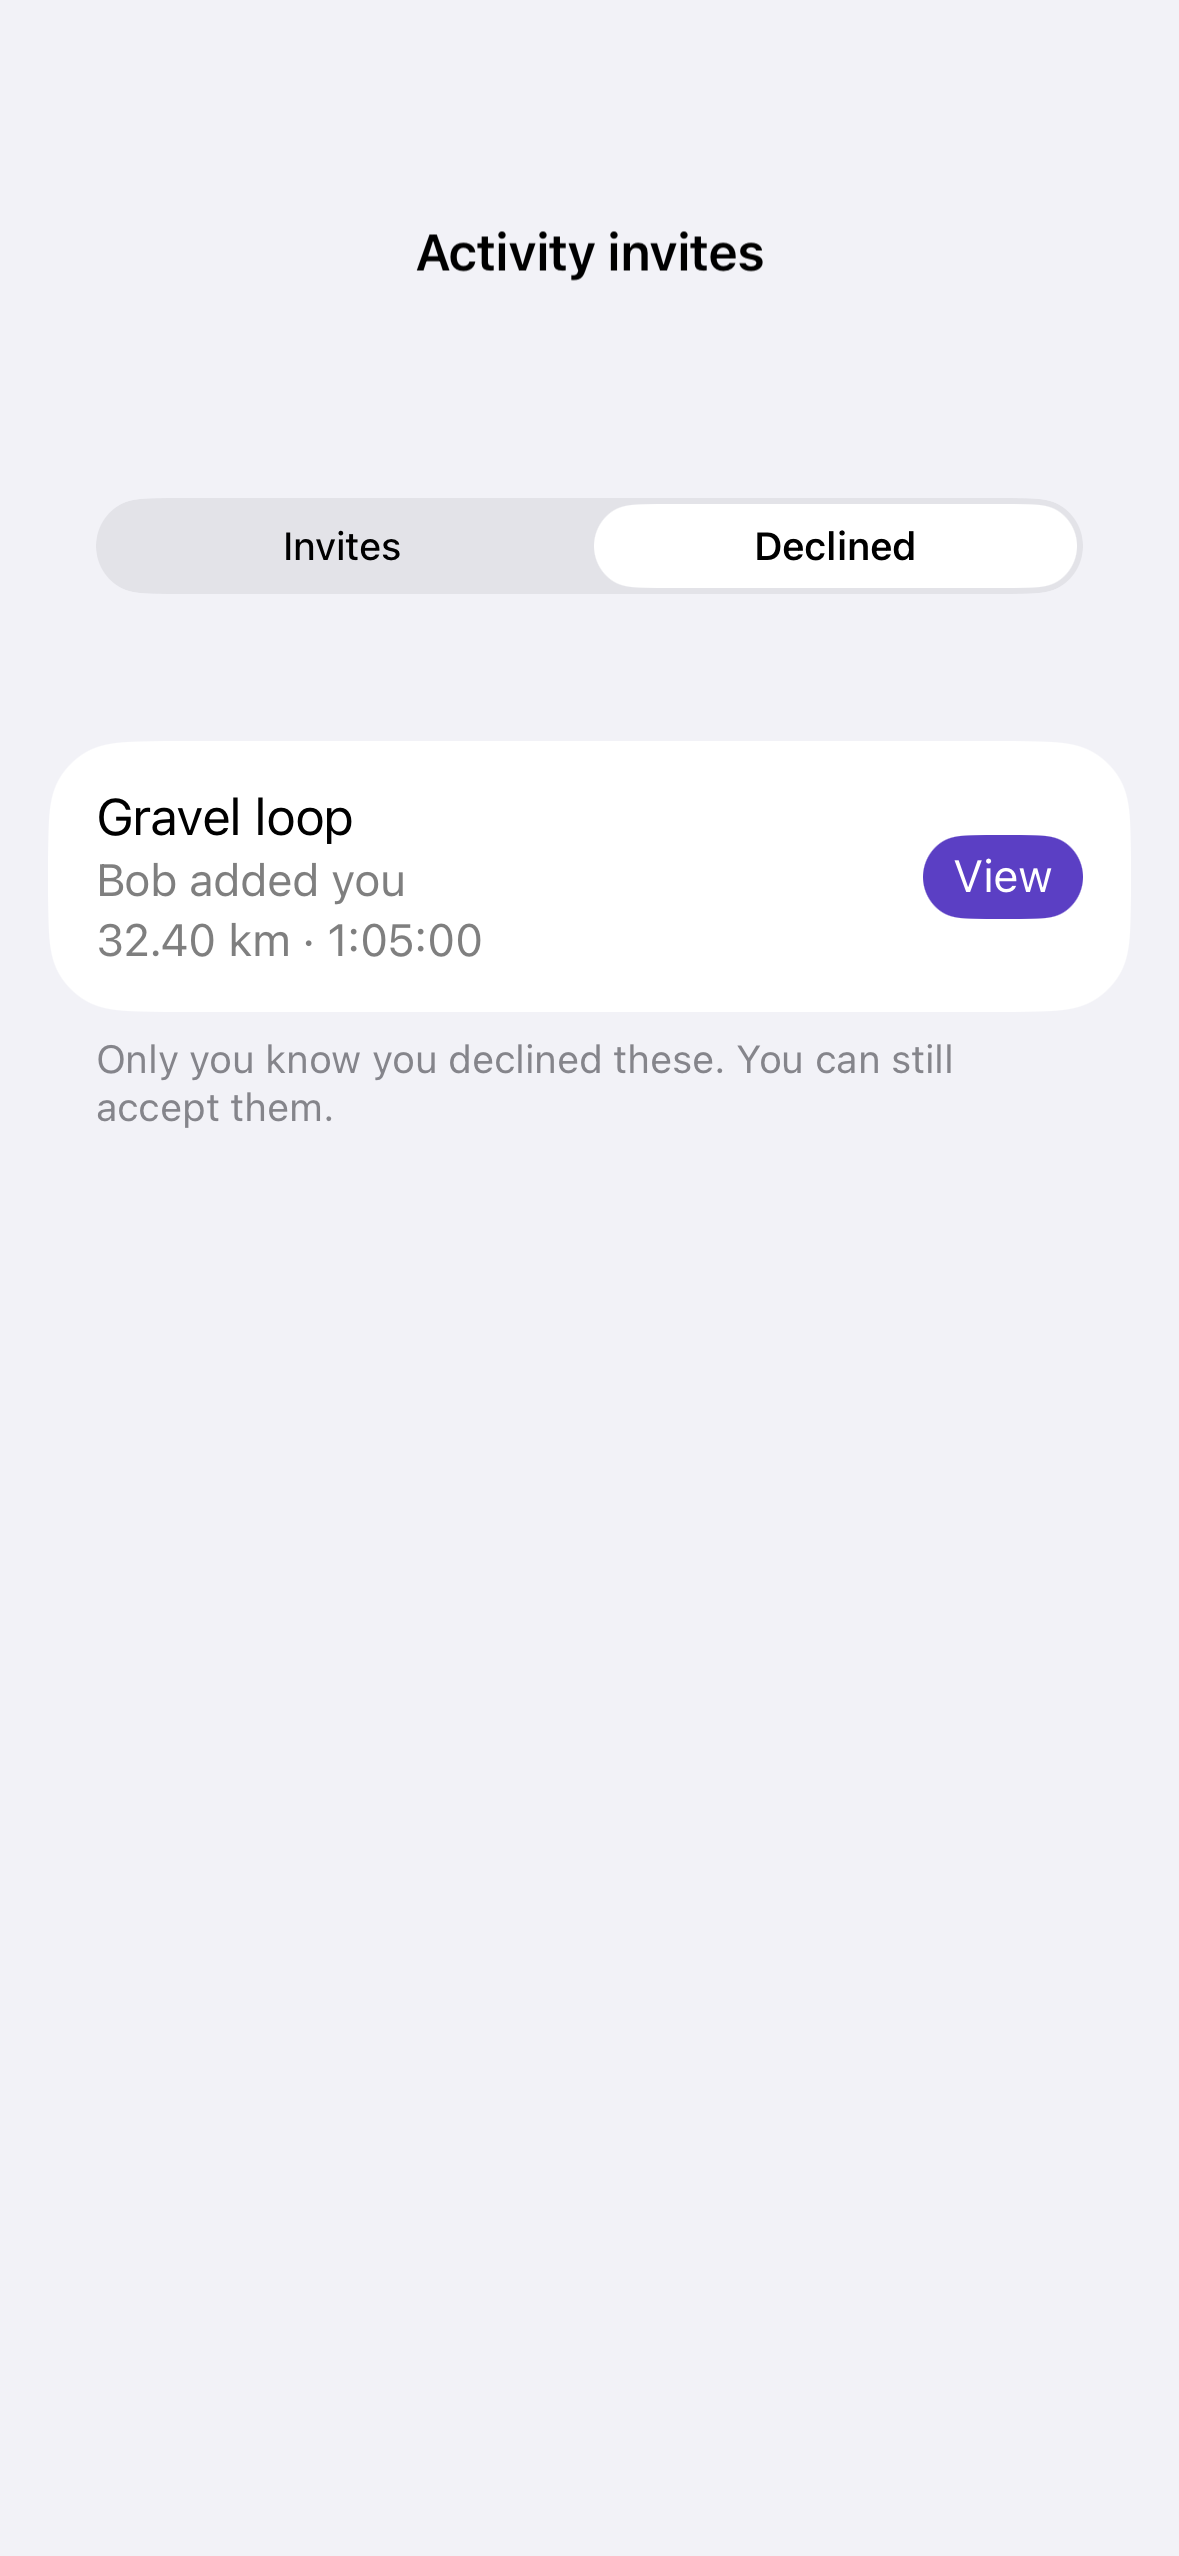 Activity invites
Invites
Declined
Gravel loop
Bob added you
32.40 km · 1:05:00
View
Only you know you declined these. You can still
accept them.